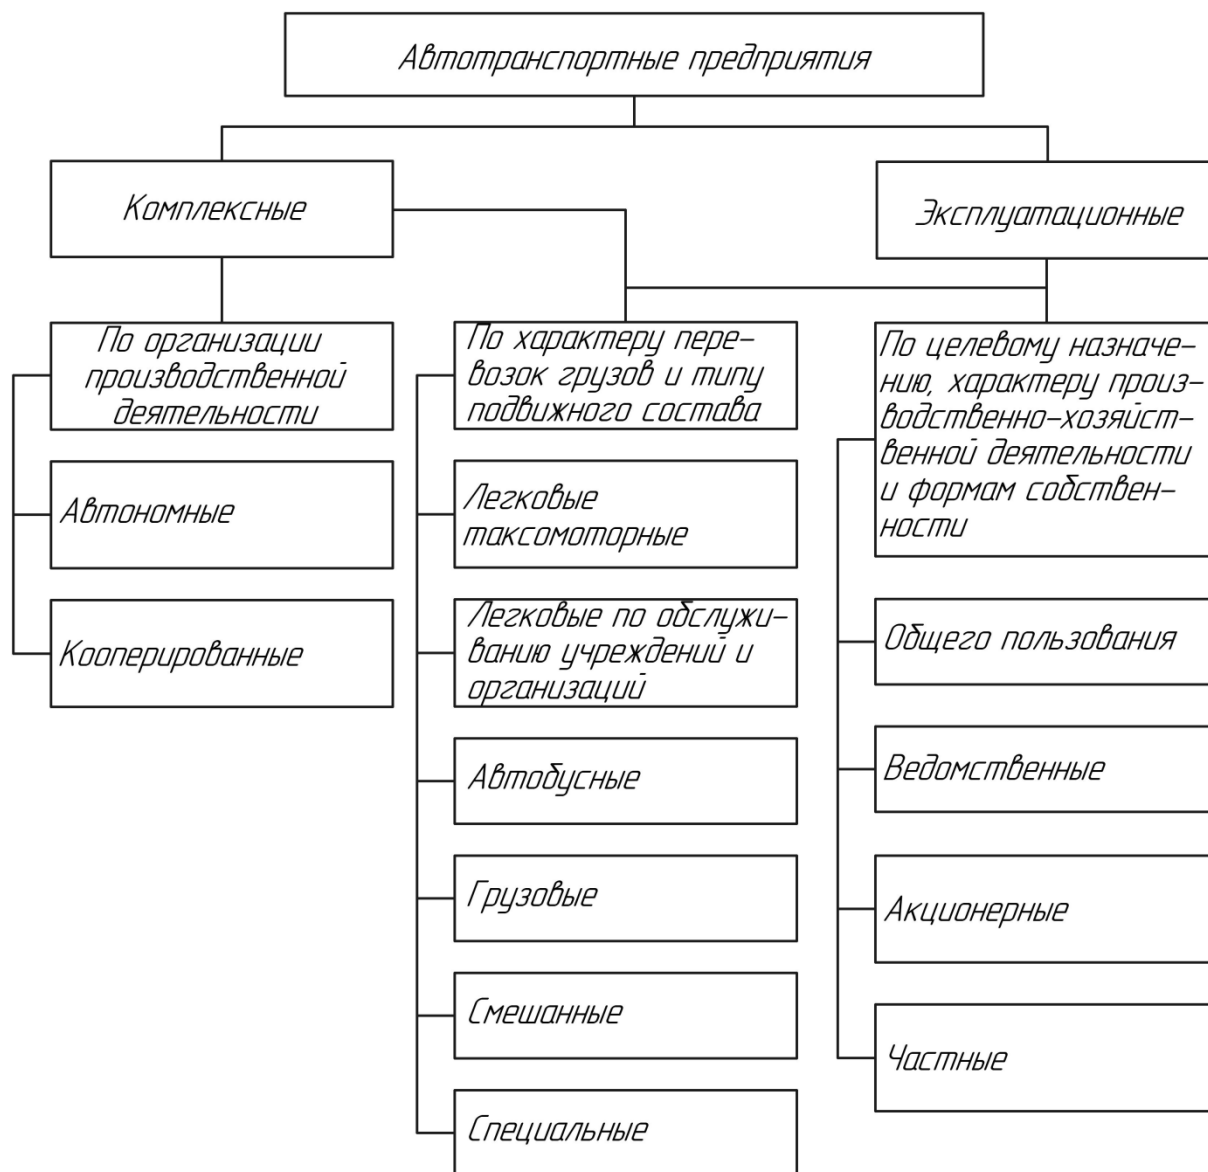 Автотранспортные предприятия
Комплексные
Эксплуатационные
По организации
производственной
деятельности
Автономные
Кооперированные
По характеру пере-
возок грузов и типу
подвижного состава
Легковые
таксомоторные
Легковые по обслужи-
ванию учреждений и
организаций
Автобусные
Грузовые
Смешанные
Специальные
По целевому назначе-
нию, характеру произ-
водственно-хозяйст-
венной деятельности
и формам собствен-
ности
Общего пользования
Ведомственные
Акционерные
Частные